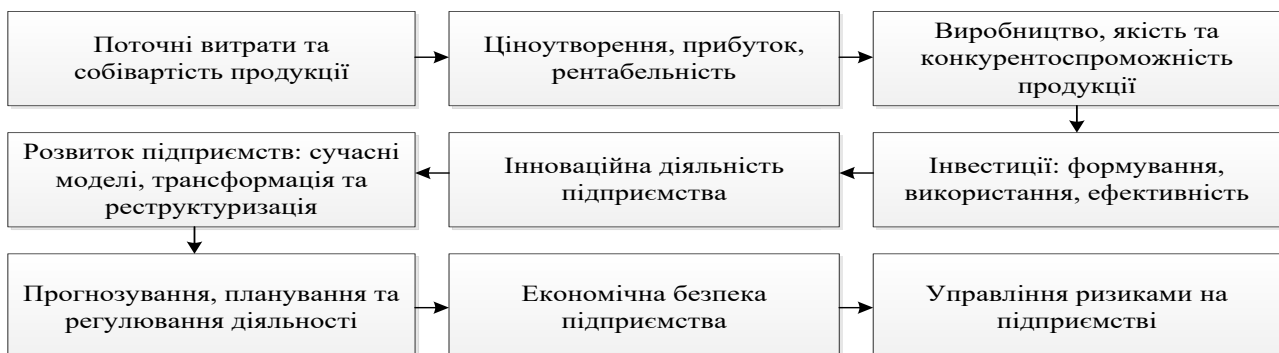 Поточні витрати та
собівартість продукції
Ціноутворення, прибуток,
рентабельність
Виробництво, якість та
конкурентоспроможність
продукції
Інвестиції: формування,
використання, ефективність
Інноваційна діяльність
підприємства
Розвиток підприємств: сучасні
моделі, трансформація та
реструктуризація
Прогнозування, планування та
регулювання діяльності
Економічна безпека
підприємства
Управління ризиками на
підприємстві